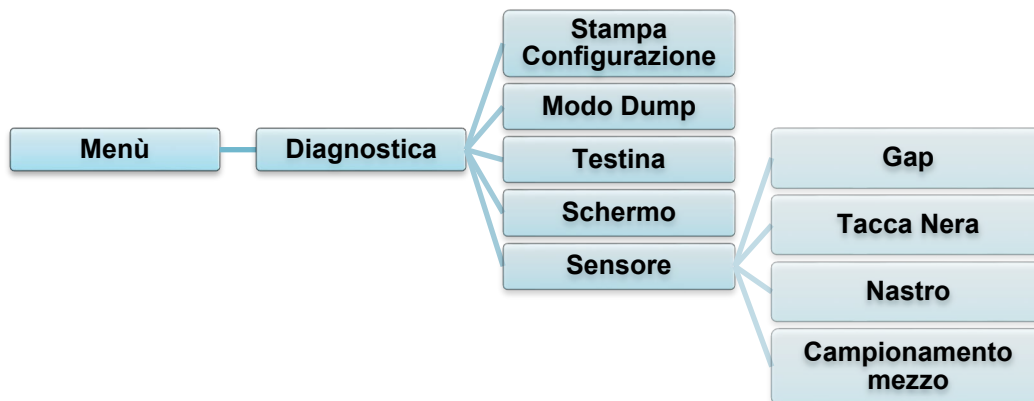 Menù
Diagnostica
Stampa
Configurazione
Modo Dump
Testina
Schermo
Sensore
Gap
Tacca Nera
Nastro
Campionamento
mezzo